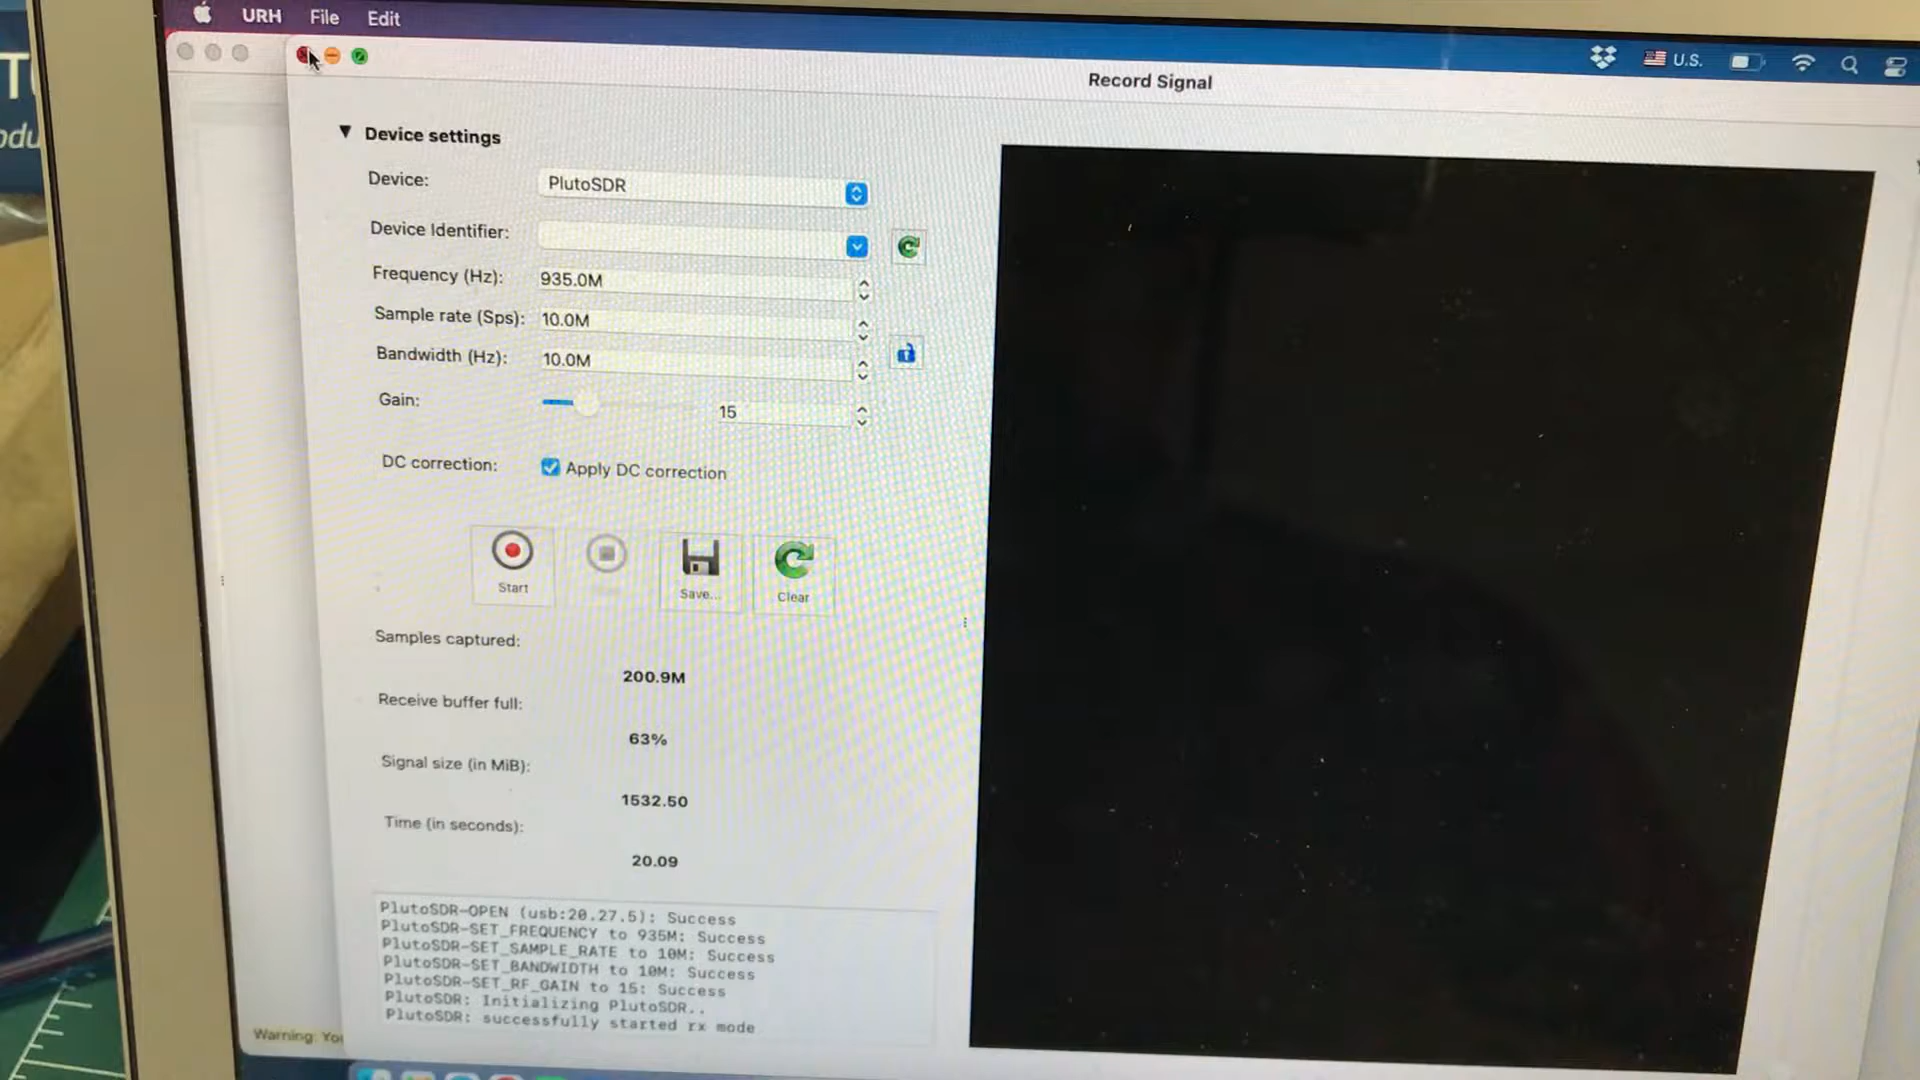 URH File Edit
U.S.
Record Signal
Device settings
Device: PlutoSDR
Device Identifier:
Frequency (Hz): 935.0M
Sample rate (Sps): 10.0M
Bandwidth (Hz): 10.0M
Gain: 15
DC correction: Apply DC correction
Start Save... Clear
Samples captured:
200.9M
Receive buffer full:
63%
Signal size (in MiB):
1532.50
Time (in seconds):
20.09
PlutoSDR-OPEN (usb:20.27.5): Success
PlutoSDR-SET_FREQUENCY to 935M: Success
PlutoSDR-SET_SAMPLE_RATE to 10M: Success
PlutoSDR-SET_BANDWIDTH to 10M: Success
PlutoSDR-SET_RF_GAIN to 15: Success
PlutoSDR: Initializing PlutoSDR..
PlutoSDR: successfully started rx mode
Warning: